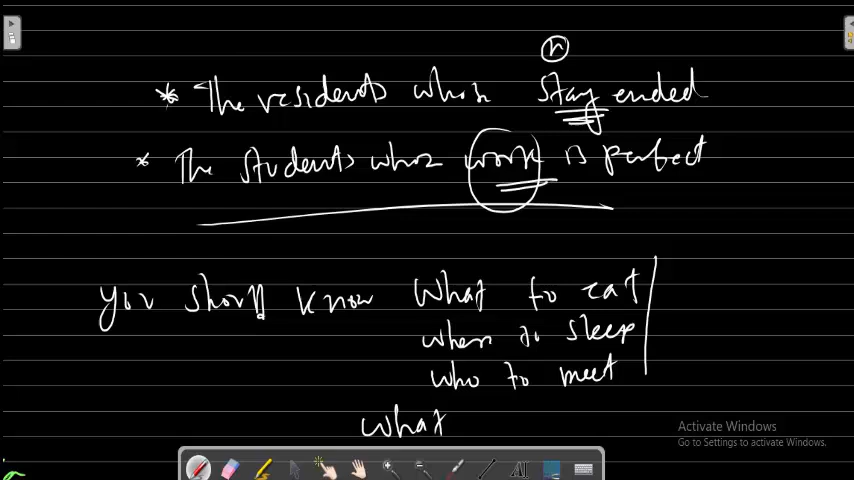 n
* The residents whose stay ended
* The students whose work is perfect
you should know what to eat
when to sleep
who to meet
what
Activate Windows
Go to Settings to activate Windows.